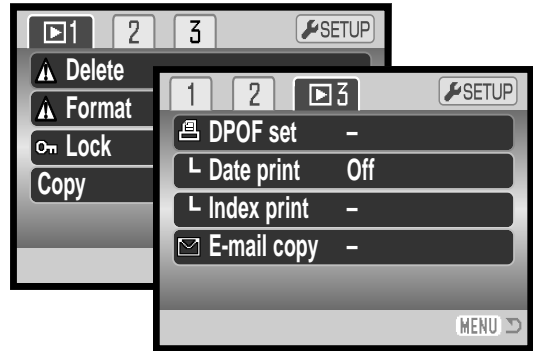 1 2 3 SETUP
Delete
Format
Lock
Copy
1 2 3 SETUP
DPOF set –
Date print Off
Index print –
E-mail copy –
MENU